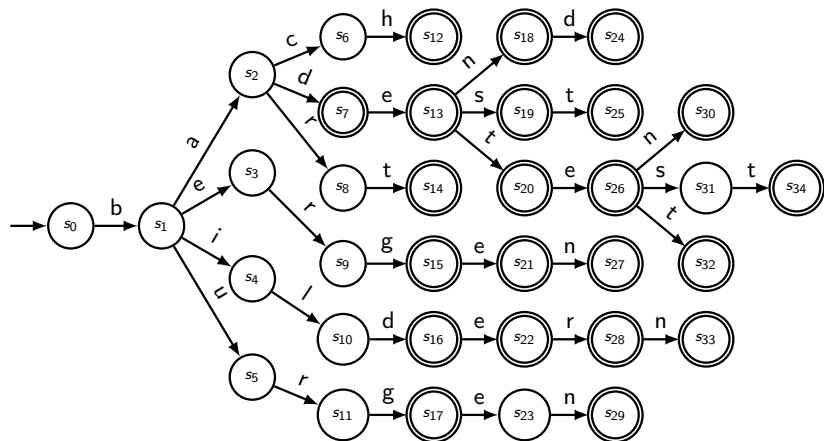 c s6 h s12 n s18 d s24
s2 d s7 e s13 s s19 t s25 n s30
a r t
e s3 s8 t s14 s20 e s26 s s31 t s34
s0 b s1 r t
i s4 s9 g s15 e s21 n s27 s32
u l s10 d s16 e s22 r s28 n s33
s5 r s11 g s17 e s23 n s29